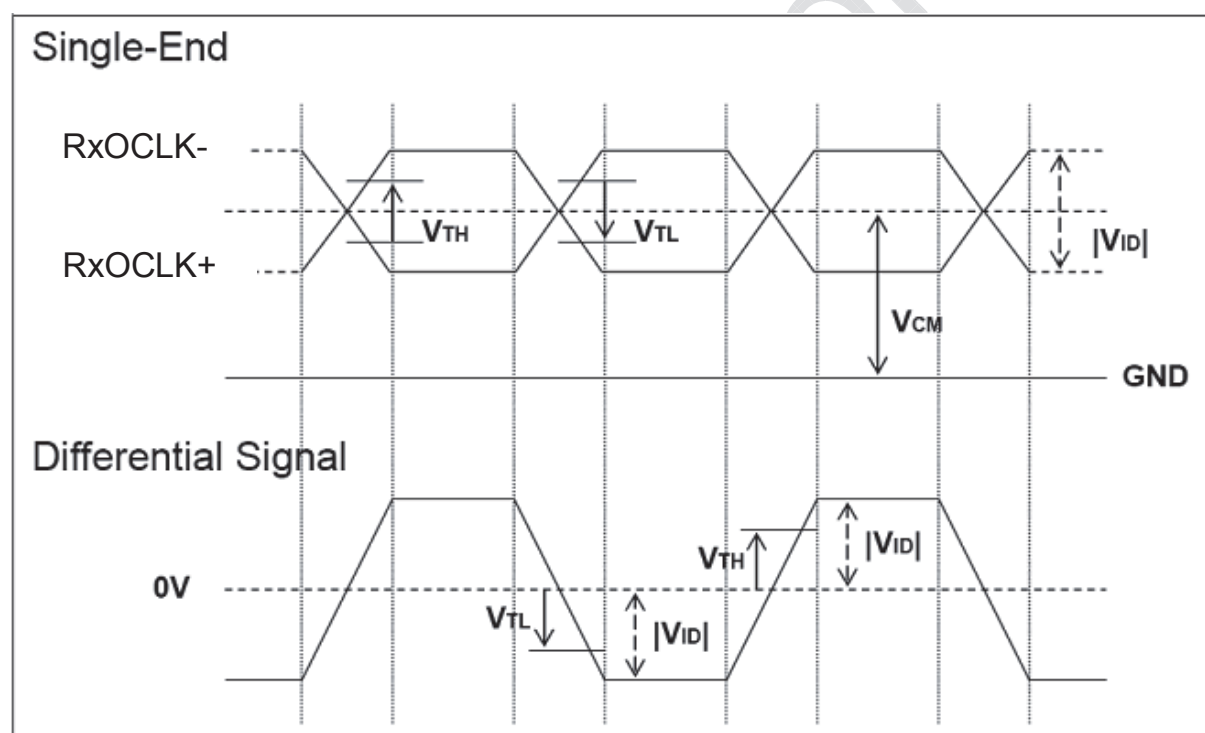 Single-End
RxOCLK-
VTH
VTL
|VID|
RxOCLK+
VCM
GND
Differential Signal
VTH
|VID|
0V
VTL
|VID|